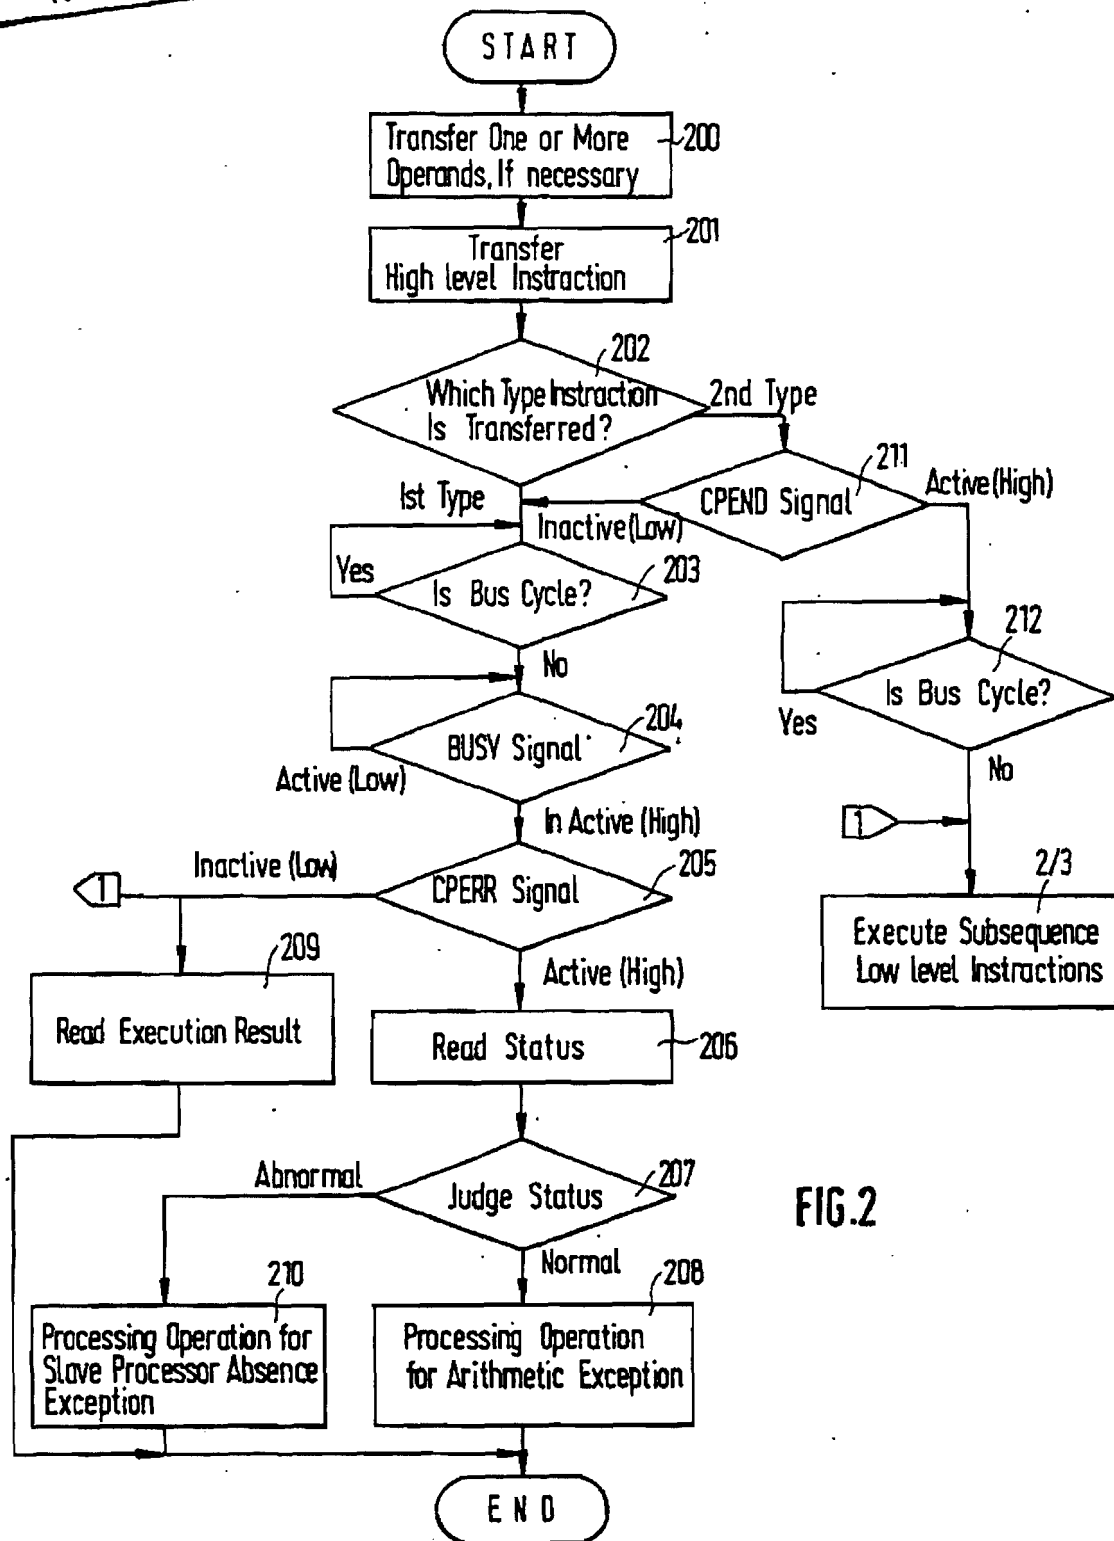 START
Transfer One or More
Operands, If necessary
200
Transfer
High level Instraction
201
202
Which Type Instraction
Is Transferred?
2nd Type
1st Type
211
CPEND Signal
Active (High)
Inactive (Low)
Yes
Is Bus Cycle?
203
No
212
Is Bus Cycle?
Yes
No
BUSY Signal
204
Active (Low)
In Active (High)
1
Inactive (Low)
1
CPERR Signal
205
2/3
Execute Subsequence
Low level Instractions
209
Read Execution Result
Active (High)
Read Status
206
Abnormal
Judge Status
207
FIG.2
Normal
210
Processing Operation for
Slave Processor Absence
Exception
208
Processing Operation
for Arithmetic Exception
END